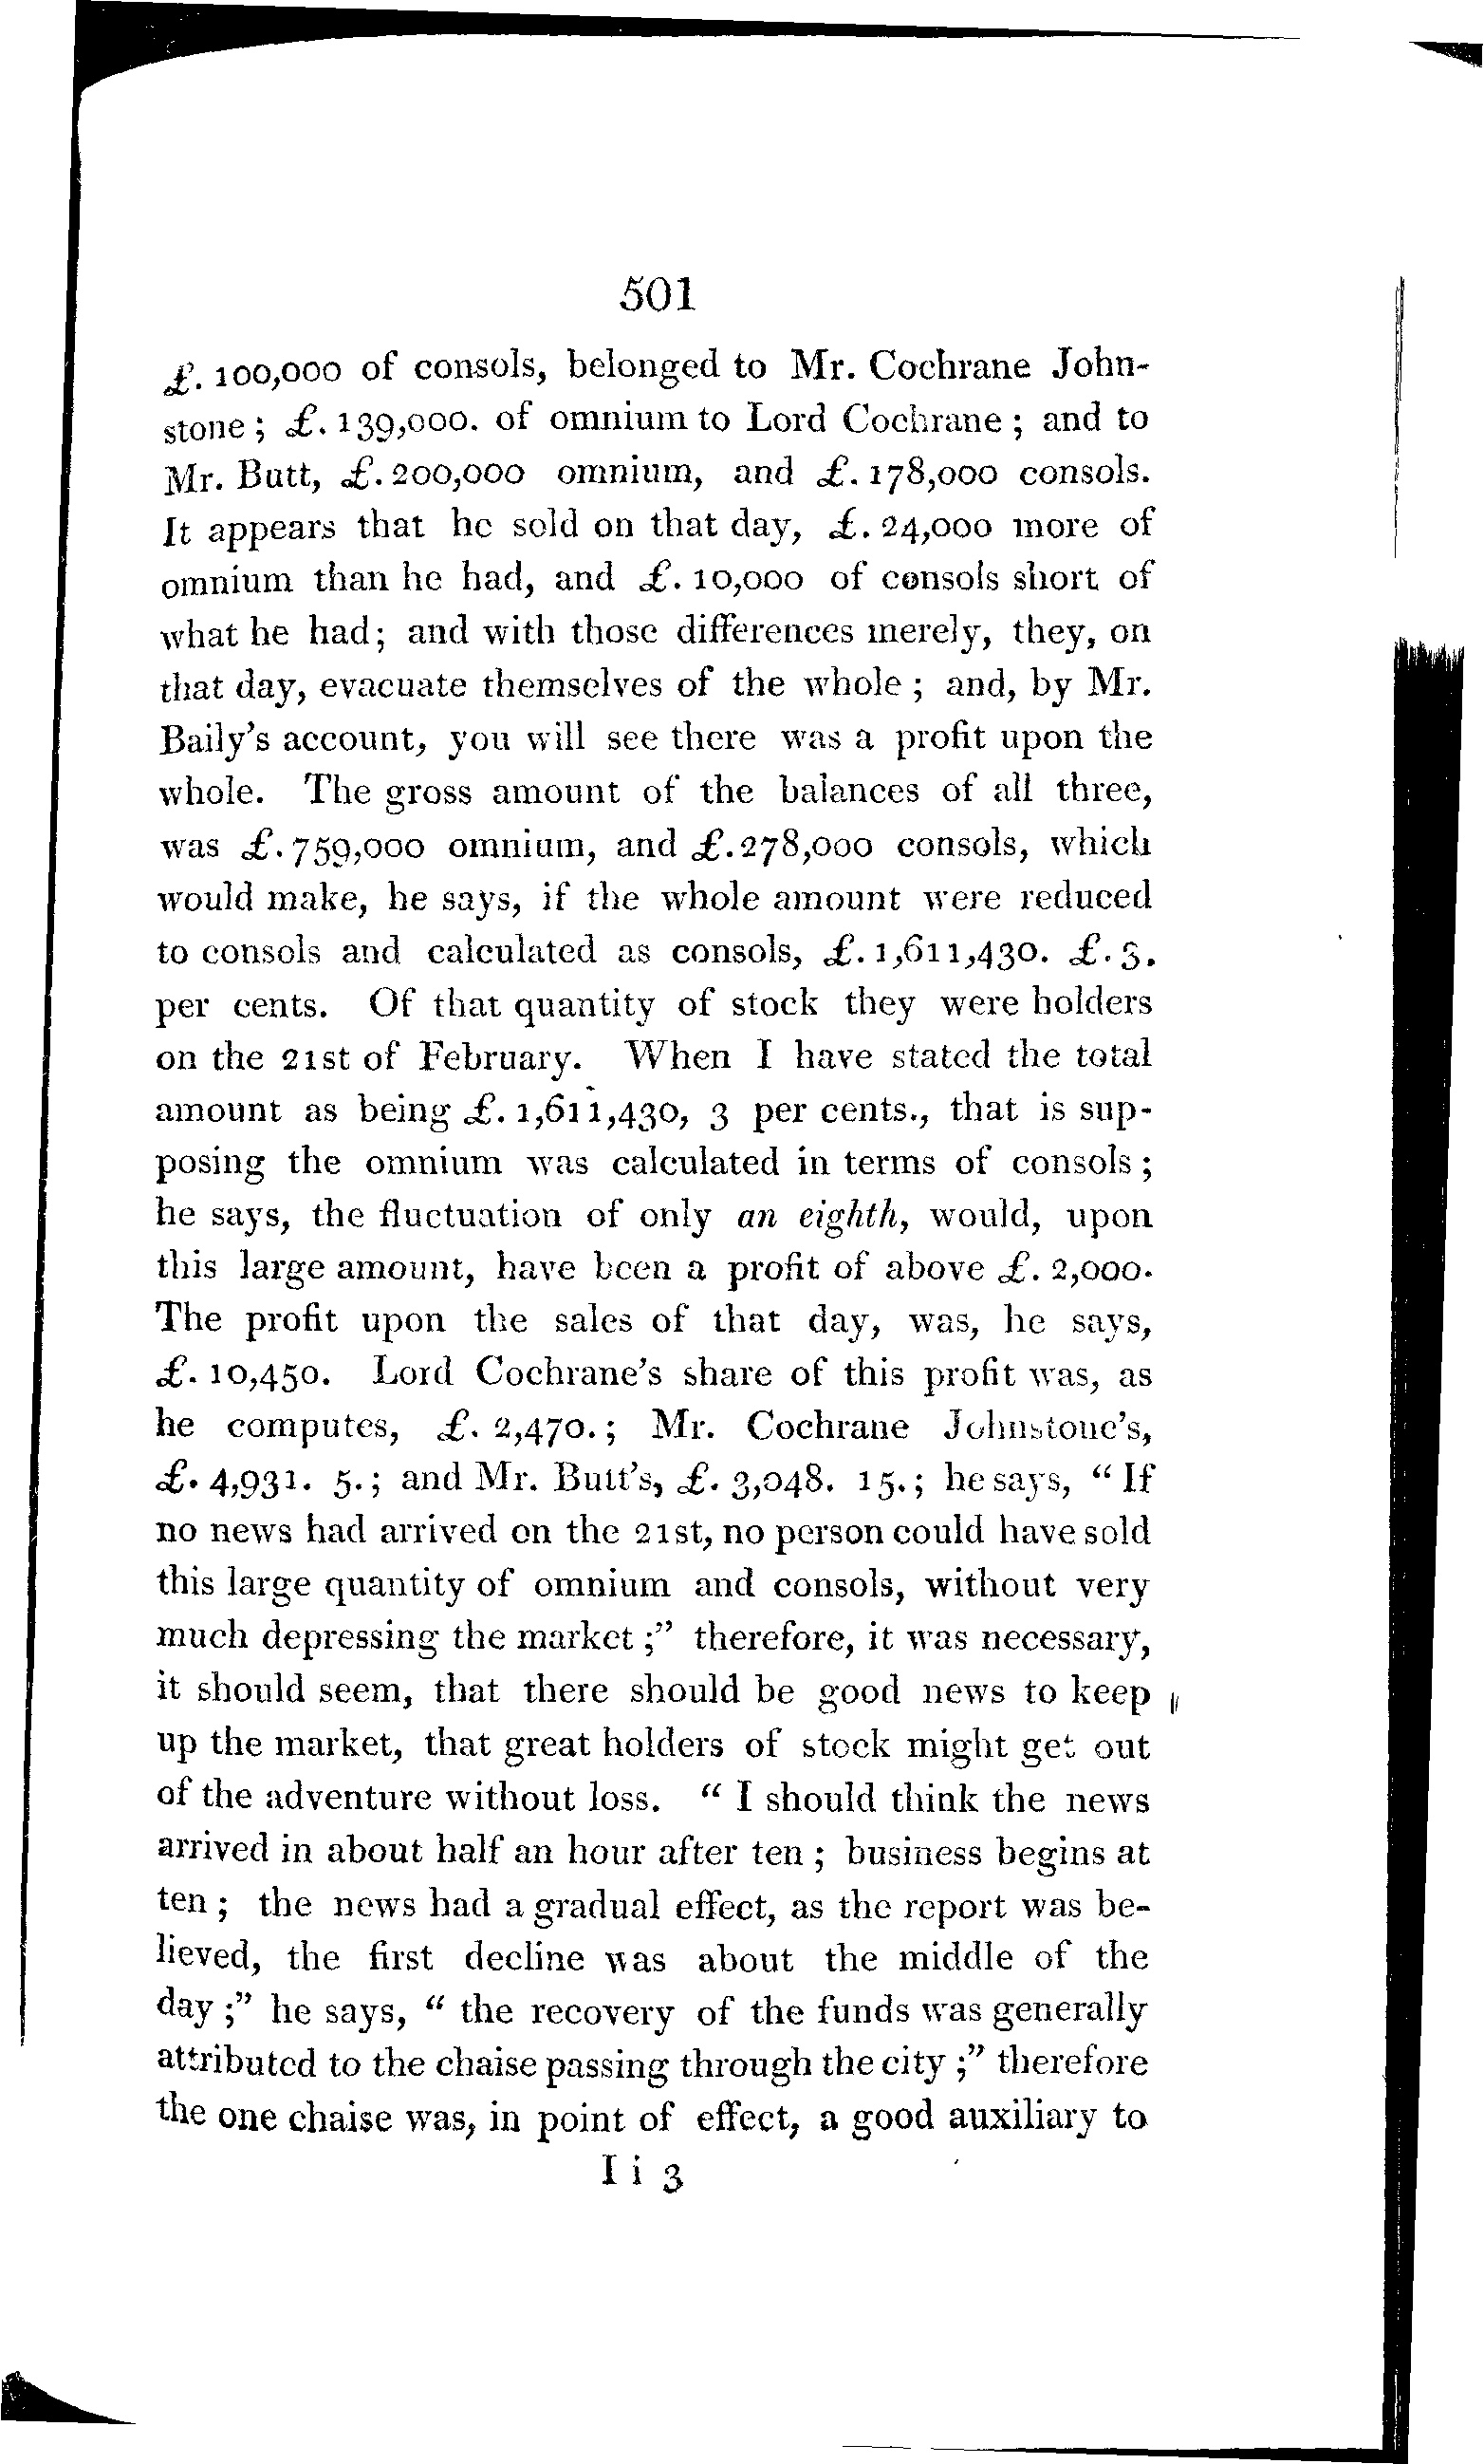 501
£. 100,000 of consols, belonged to Mr. Cochrane John-
stone; £. 139,000. of omnium to Lord Cochrane; and to
Mr. Butt, £. 200,000 omnium, and £. 178,000 consols.
It appears that he sold on that day, £. 24,000 more of
omnium than he had, and £. 10,000 of consols short of
what he had; and with those differences merely, they, on
that day, evacuate themselves of the whole; and, by Mr.
Baily's account, you will see there was a profit upon the
whole. The gross amount of the balances of all three,
was £. 759,000 omnium, and £. 278,000 consols, which
would make, he says, if the whole amount were reduced
to consols and calculated as consols, £. 1,611,430. £. 3.
per cents. Of that quantity of stock they were holders
on the 21st of February. When I have stated the total
amount as being £. 1,611,430, 3 per cents., that is sup-
posing the omnium was calculated in terms of consols;
he says, the fluctuation of only an eighth, would, upon
this large amount, have been a profit of above £. 2,000.
The profit upon the sales of that day, was, he says,
£. 10,450. Lord Cochrane's share of this profit was, as
he computes, £. 2,470.; Mr. Cochrane Johnstone's,
£. 4,931. 5.; and Mr. Butt's, £. 3,048. 15.; he says, "If
no news had arrived on the 21st, no person could have sold
this large quantity of omnium and consols, without very
much depressing the market;" therefore, it was necessary,
it should seem, that there should be good news to keep
up the market, that great holders of stock might get out
of the adventure without loss. "I should think the news
arrived in about half an hour after ten; business begins at
ten; the news had a gradual effect, as the report was be-
lieved, the first decline was about the middle of the
day;" he says, "the recovery of the funds was generally
attributed to the chaise passing through the city;" therefore
the one chaise was, in point of effect, a good auxiliary to
I i 3